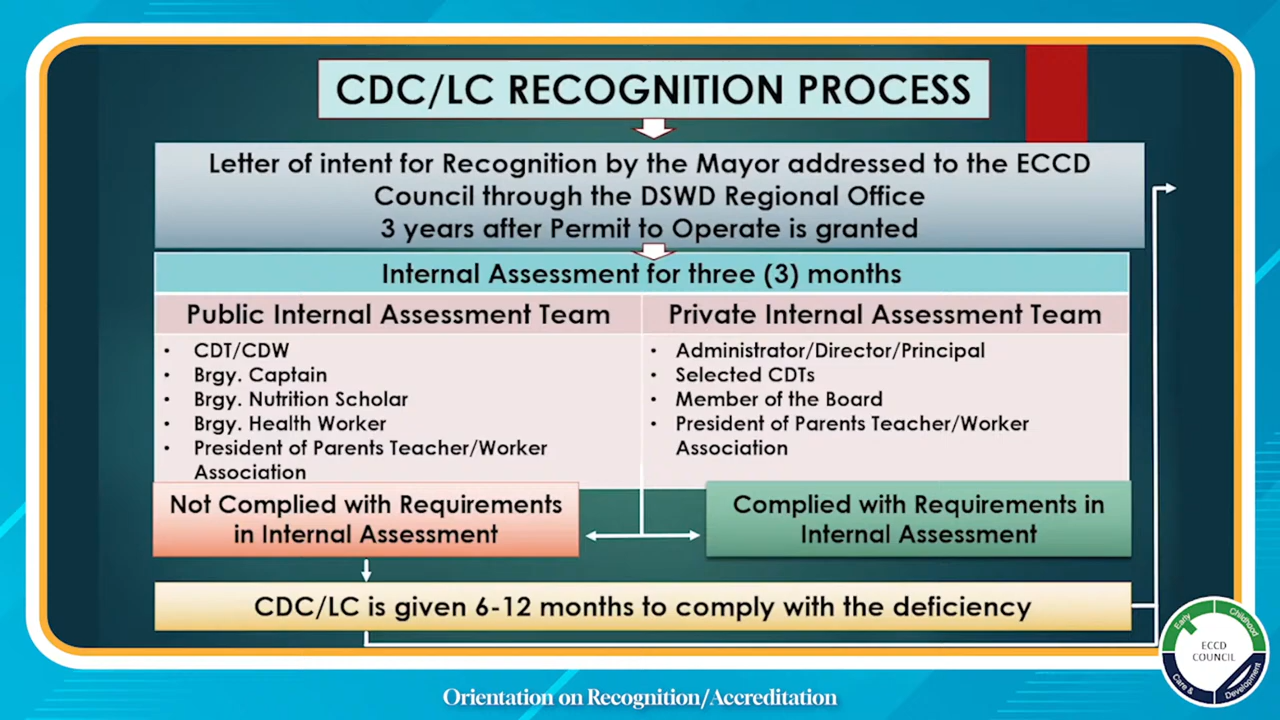 CDC/LC RECOGNITION PROCESS
Letter of intent for Recognition by the Mayor addressed to the ECCD
Council through the DSWD Regional Office
3 years after Permit to Operate is granted
Internal Assessment for three (3) months
Public Internal Assessment Team
• CDT/CDW
• Brgy. Captain
• Brgy. Nutrition Scholar
• Brgy. Health Worker
• President of Parents Teacher/Worker
Association
Private Internal Assessment Team
• Administrator/Director/Principal
• Selected CDTs
• Member of the Board
• President of Parents Teacher/Worker
Association
Not Complied with Requirements
in Internal Assessment
Complied with Requirements in
Internal Assessment
CDC/LC is given 6-12 months to comply with the deficiency
Early Childhood
ECCD
COUNCIL
Care & Development
Orientation on Recognition/Accreditation